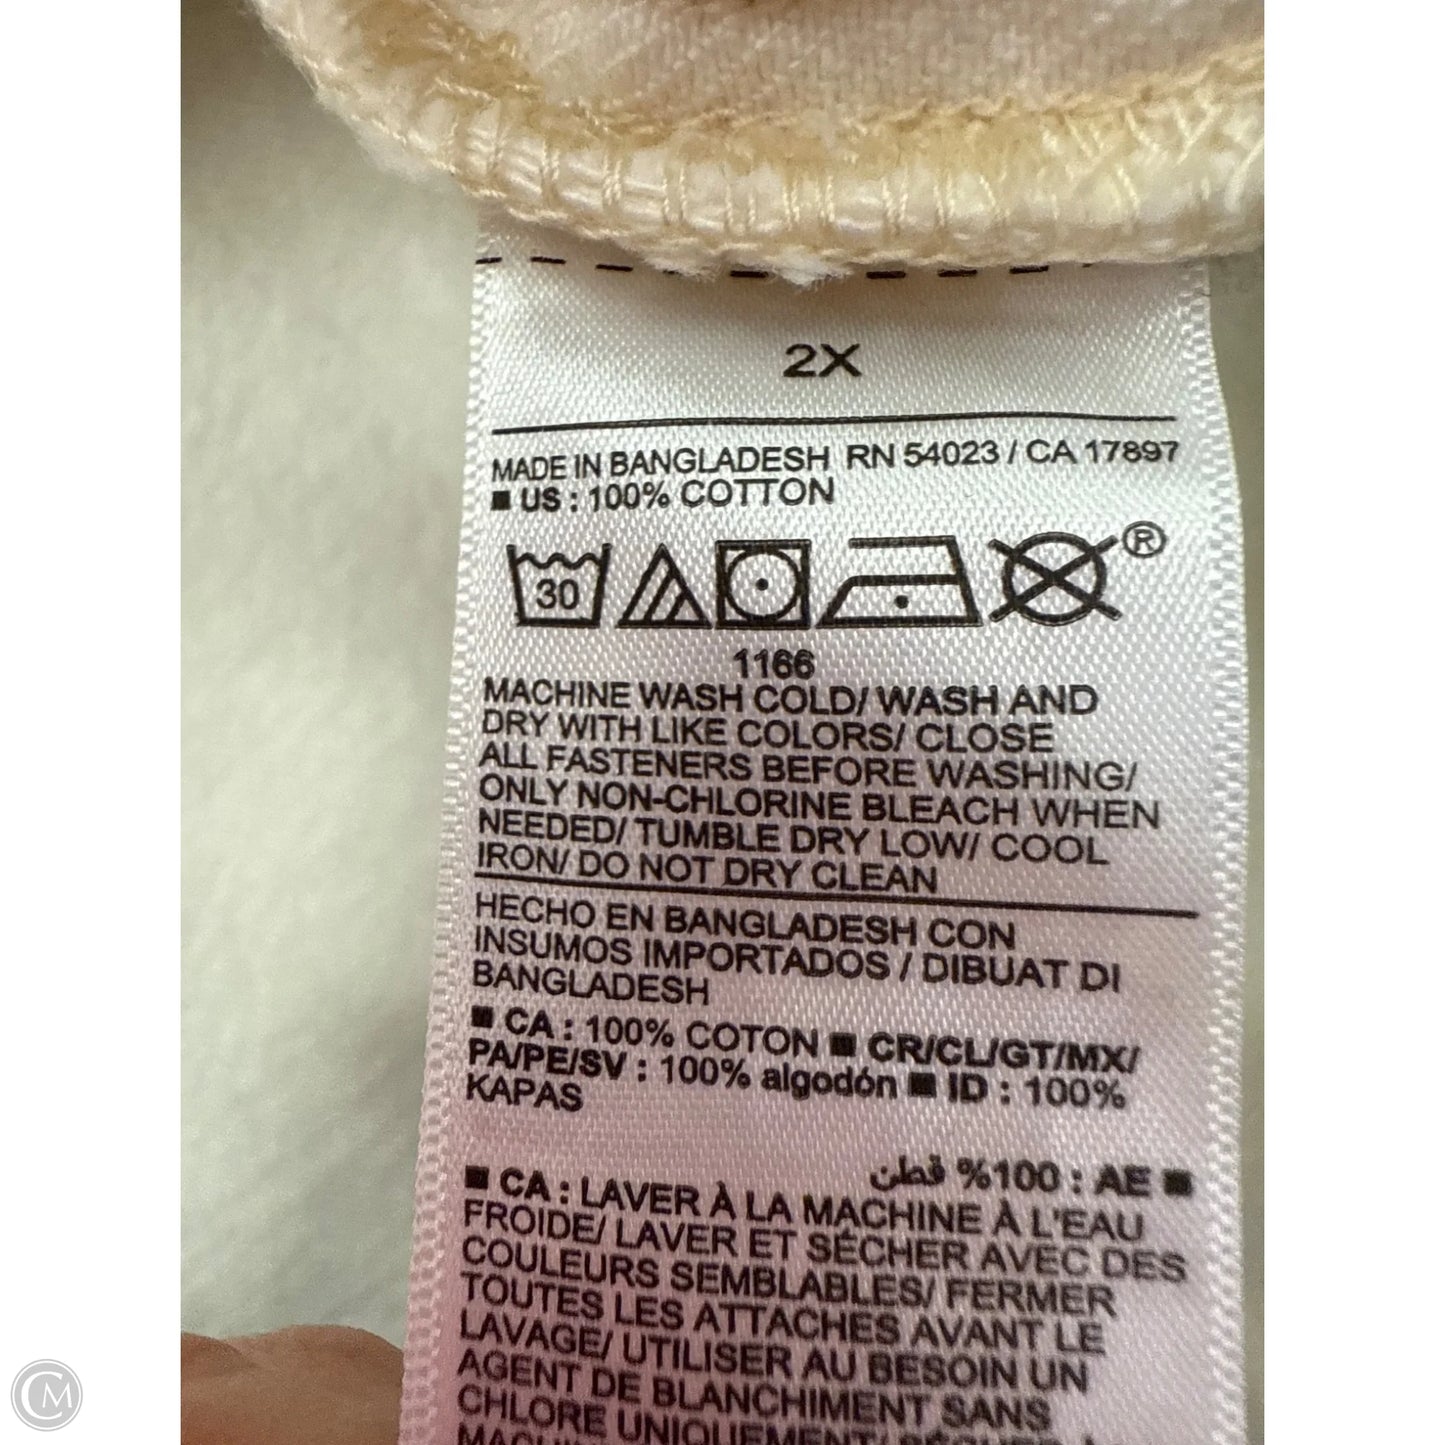 2X
MADE IN BANGLADESH RN 54023 / CA 17897
■ US : 100% COTTON
®
30
1166
MACHINE WASH COLD/ WASH AND
DRY WITH LIKE COLORS/ CLOSE
ALL FASTENERS BEFORE WASHING/
ONLY NON-CHLORINE BLEACH WHEN
NEEDED/ TUMBLE DRY LOW/ COOL
IRON/ DO NOT DRY CLEAN
HECHO EN BANGLADESH CON
INSUMOS IMPORTADOS / DIBUAT DI
BANGLADESH
■ CA : 100% COTON ■ CR/CL/GT/MX/
PA/PE/SV : 100% algodón ■ ID : 100%
KAPAS
■ AE : 100% قطن
■ CA : LAVER À LA MACHINE À L'EAU
FROIDE/ LAVER ET SÉCHER AVEC DES
COULEURS SEMBLABLES/ FERMER
TOUTES LES ATTACHES AVANT LE
LAVAGE/ UTILISER AU BESOIN UN
AGENT DE BLANCHIMENT SANS
CHLORE UNIQUEMENT/ SÉCHER À
CM